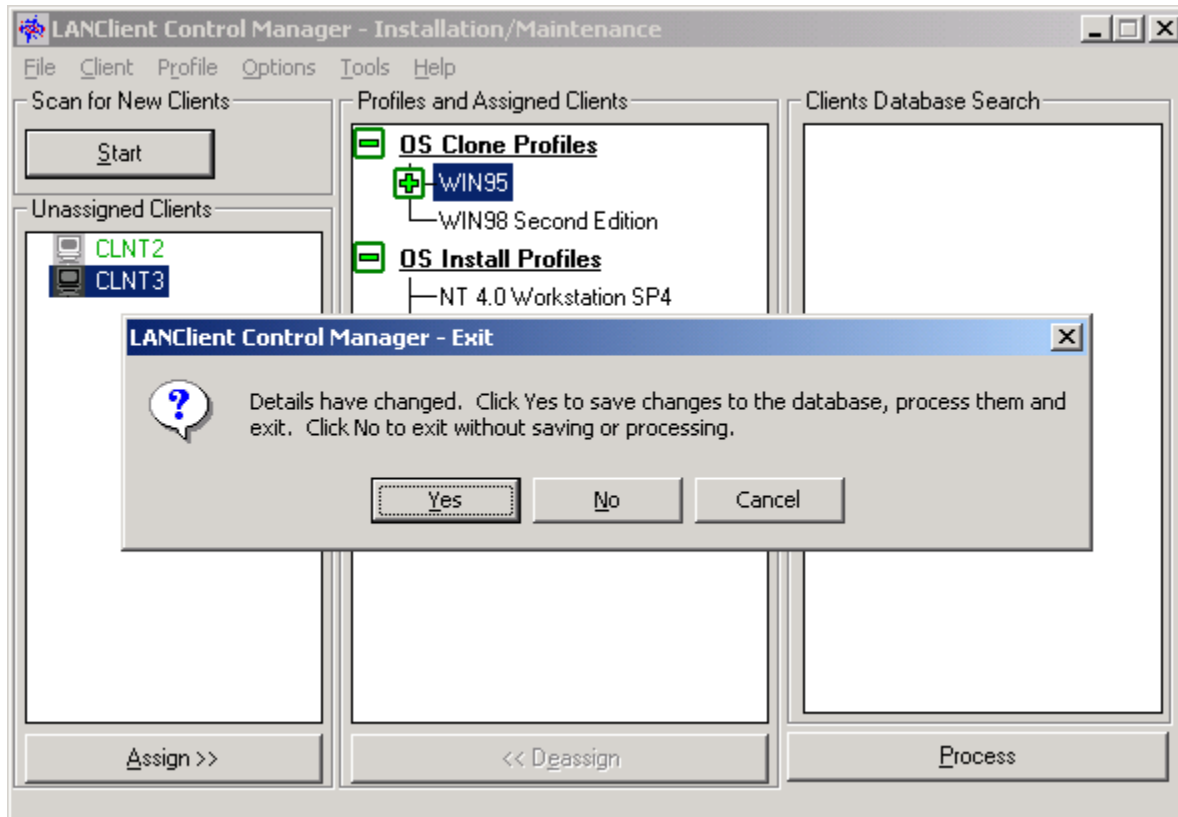 LANClient Control Manager - Installation/Maintenance
File Client Profile Options Tools Help
Scan for New Clients
Start
Unassigned Clients
CLNT2
CLNT3
Assign >>
Profiles and Assigned Clients
OS Clone Profiles
WIN95
WIN98 Second Edition
OS Install Profiles
NT 4.0 Workstation SP4
<< Deassign
Clients Database Search
Process
LANClient Control Manager - Exit
Details have changed.  Click Yes to save changes to the database, process them and
exit.  Click No to exit without saving or processing.
Yes No Cancel